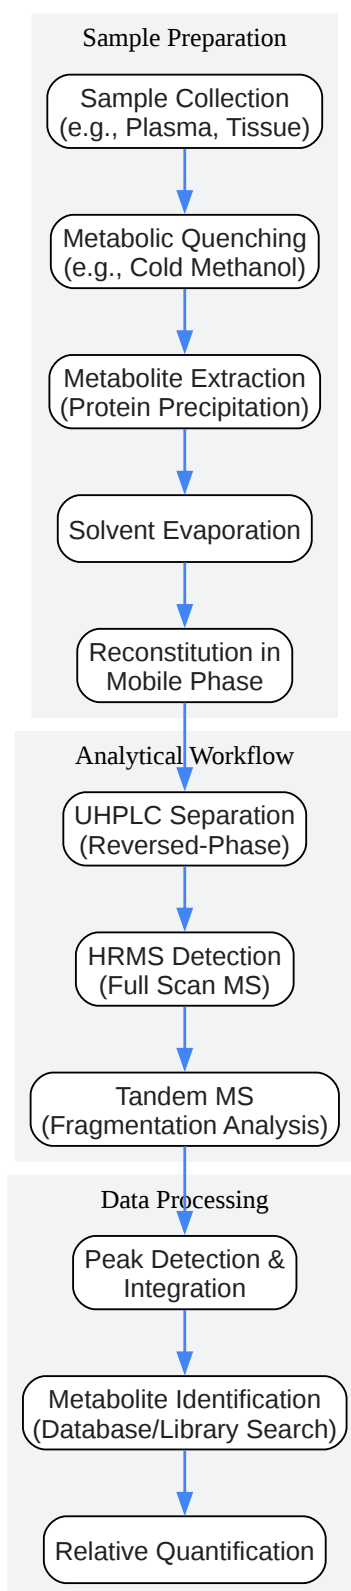 Sample Preparation
Sample Collection
(e.g., Plasma, Tissue)
Metabolic Quenching
(e.g., Cold Methanol)
Metabolite Extraction
(Protein Precipitation)
Solvent Evaporation
Reconstitution in
Mobile Phase
Analytical Workflow
UHPLC Separation
(Reversed-Phase)
HRMS Detection
(Full Scan MS)
Tandem MS
(Fragmentation Analysis)
Data Processing
Peak Detection &
Integration
Metabolite Identification
(Database/Library Search)
Relative Quantification